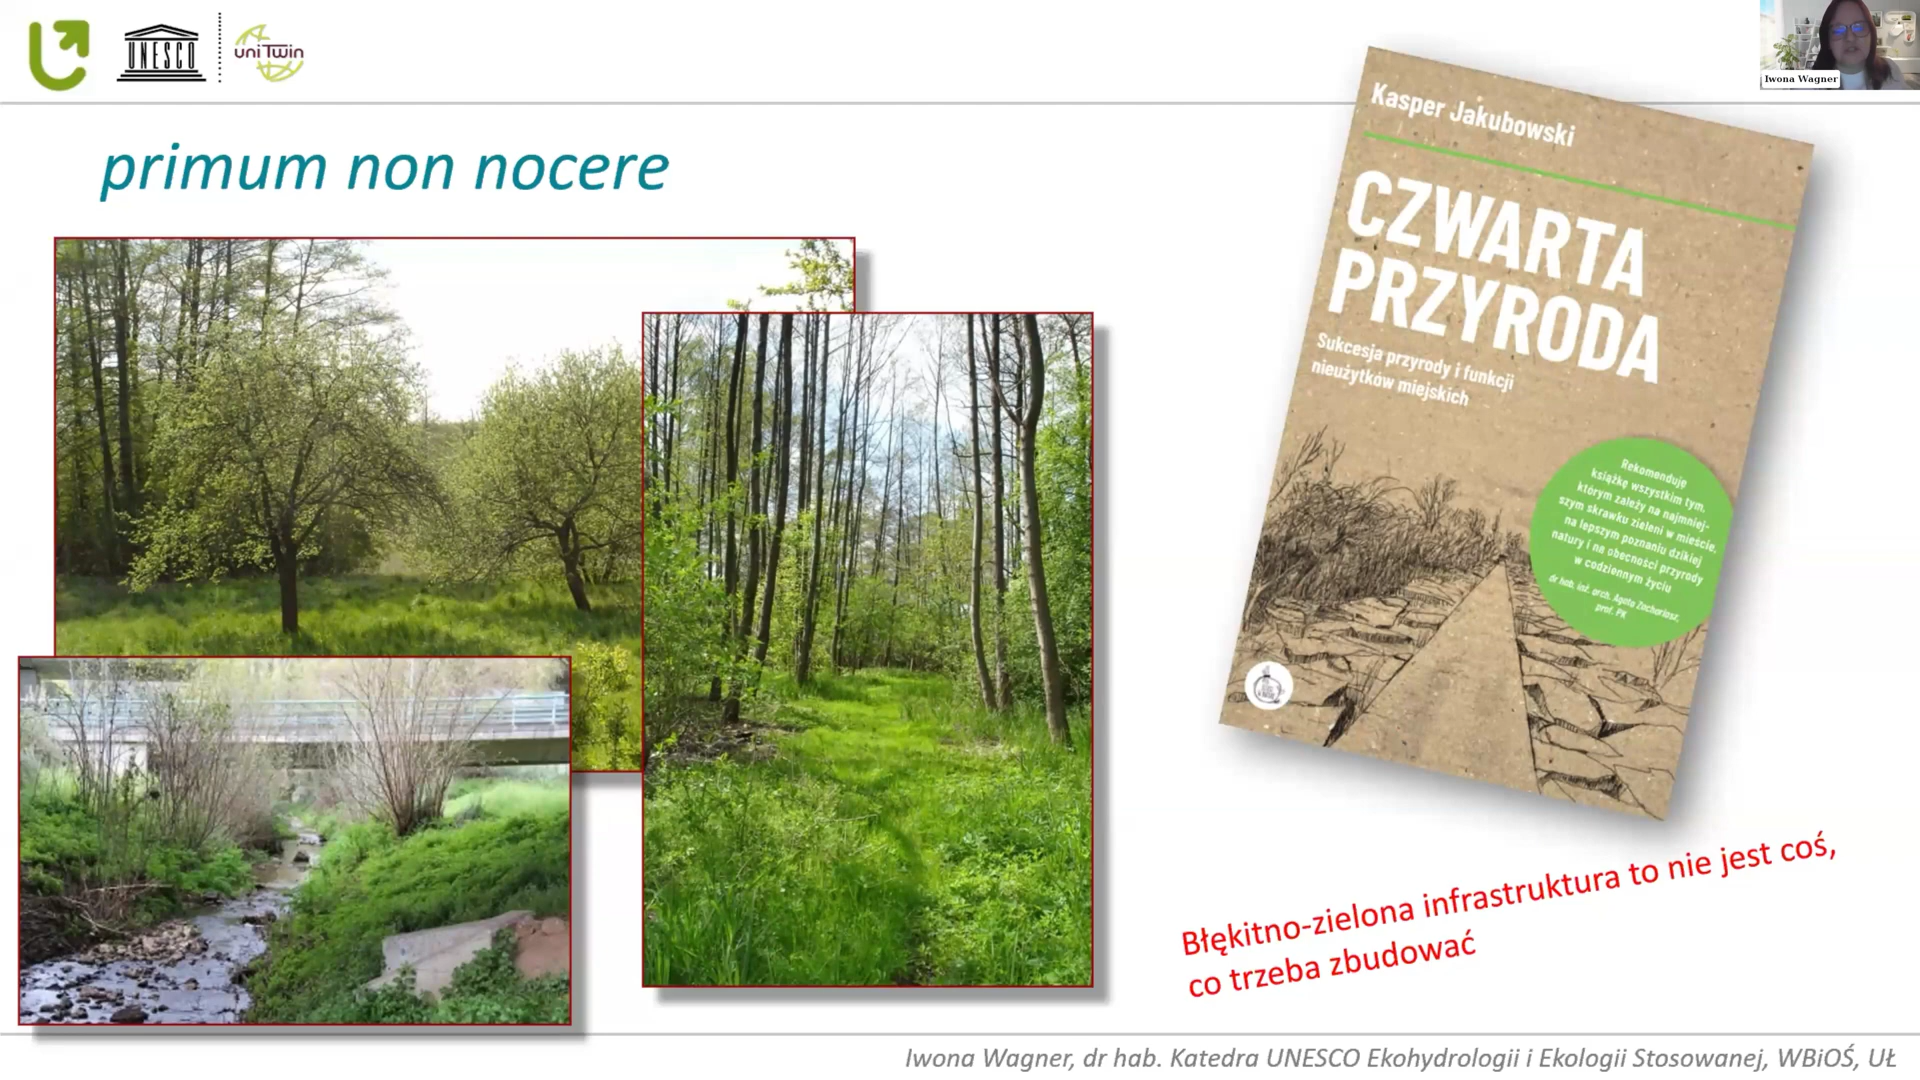 UNESCO
uniTwin
Iwona Wagner
primum non nocere
Kasper Jakubowski
CZWARTA
PRZYRODA
Sukcesja przyrody i funkcji
nieużytków miejskich
Rekomenduję
książkę wszystkim tym,
którym zależy na najmniej-
szym skrawku zieleni w mieście,
na lepszym poznaniu dzikiej
natury i na obecności przyrody
w codziennym życiu
dr hab. inż. arch. Agata Zachariasz,
prof. PK
Błękitno-zielona infrastruktura to nie jest coś,
co trzeba zbudować
Iwona Wagner, dr hab. Katedra UNESCO Ekohydrologii i Ekologii Stosowanej, WBiOŚ, UŁ